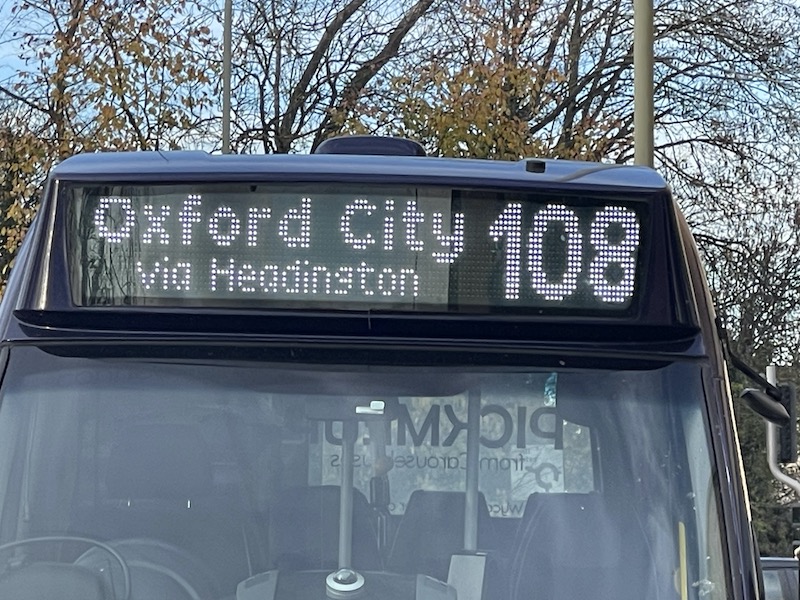 Oxford City 108
via Headington
PICKMEUP
from Carousel Buses